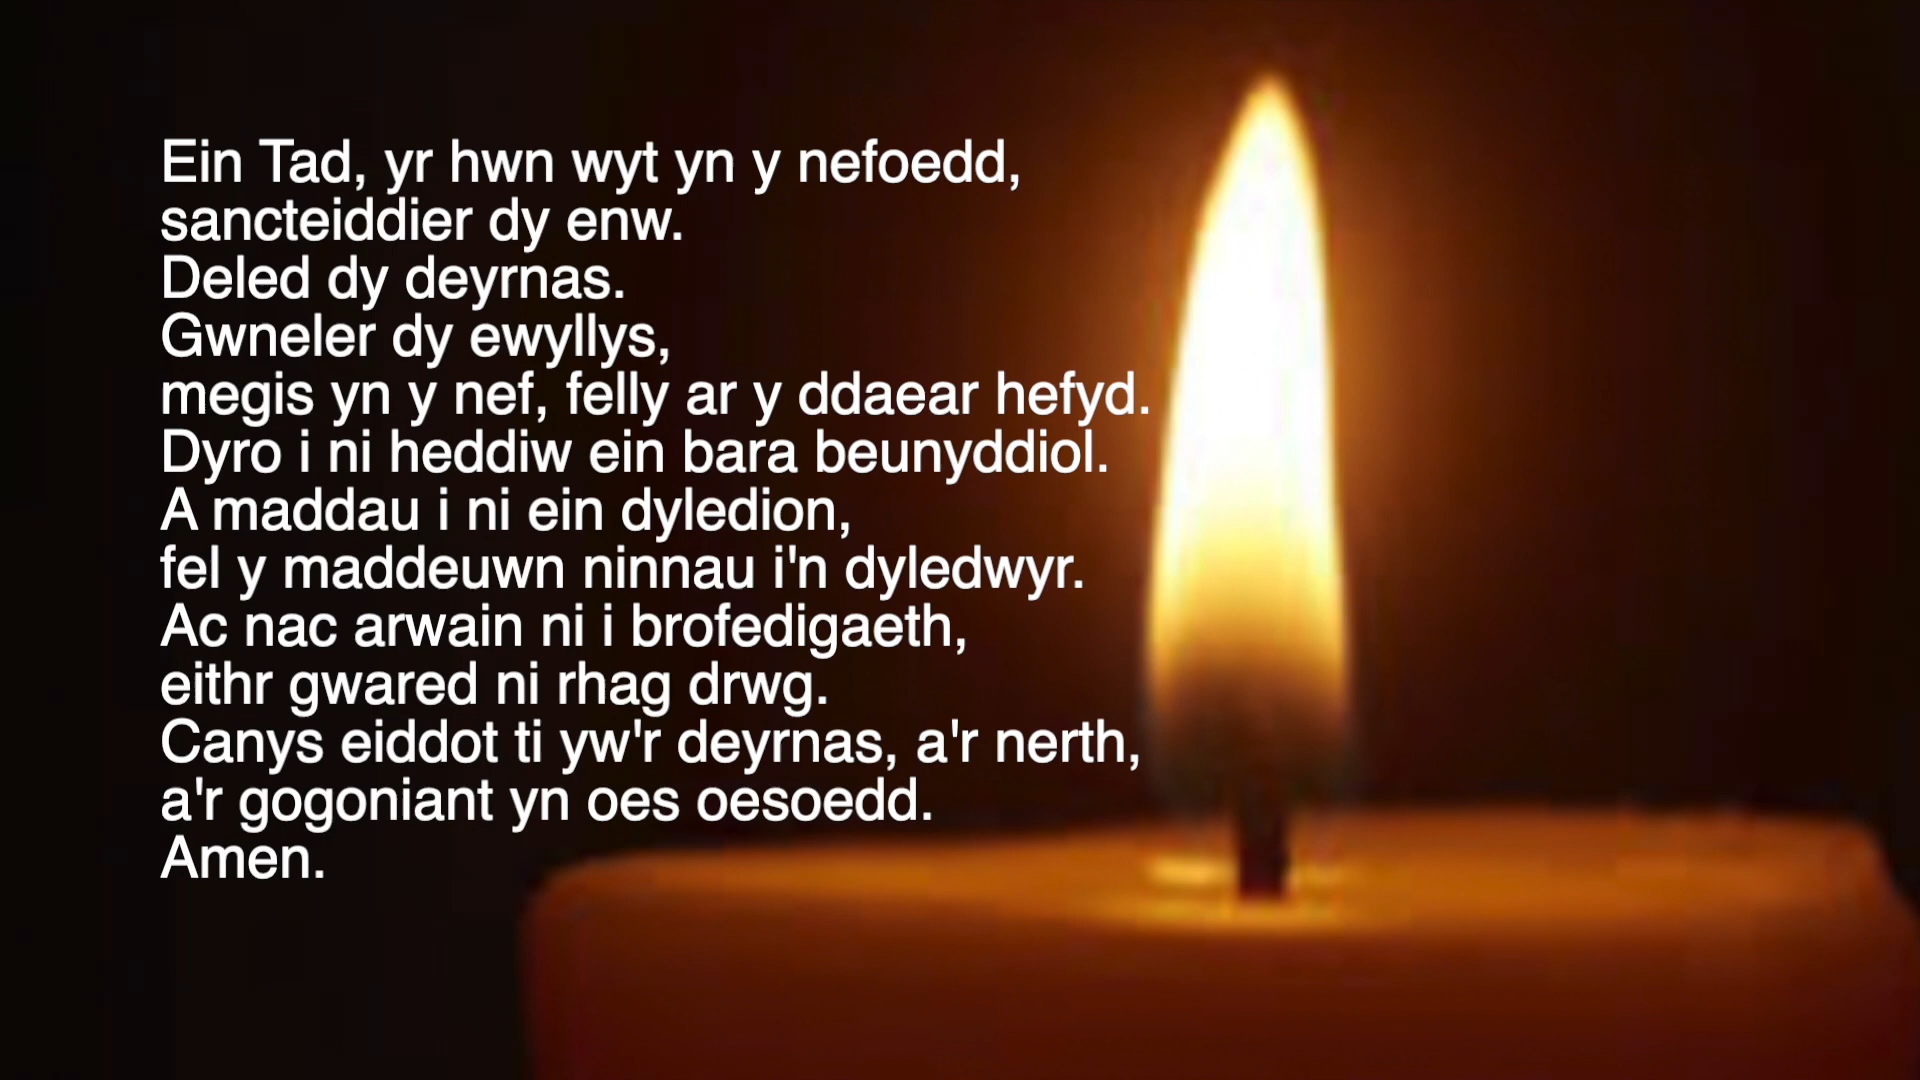 Ein Tad, yr hwn wyt yn y nefoedd,
sancteiddier dy enw.
Deled dy deyrnas.
Gwneler dy ewyllys,
megis yn y nef, felly ar y ddaear hefyd.
Dyro i ni heddiw ein bara beunyddiol.
A maddau i ni ein dyledion,
fel y maddeuwn ninnau i'n dyledwyr.
Ac nac arwain ni i brofedigaeth,
eithr gwared ni rhag drwg.
Canys eiddot ti yw'r deyrnas, a'r nerth,
a'r gogoniant yn oes oesoedd.
Amen.